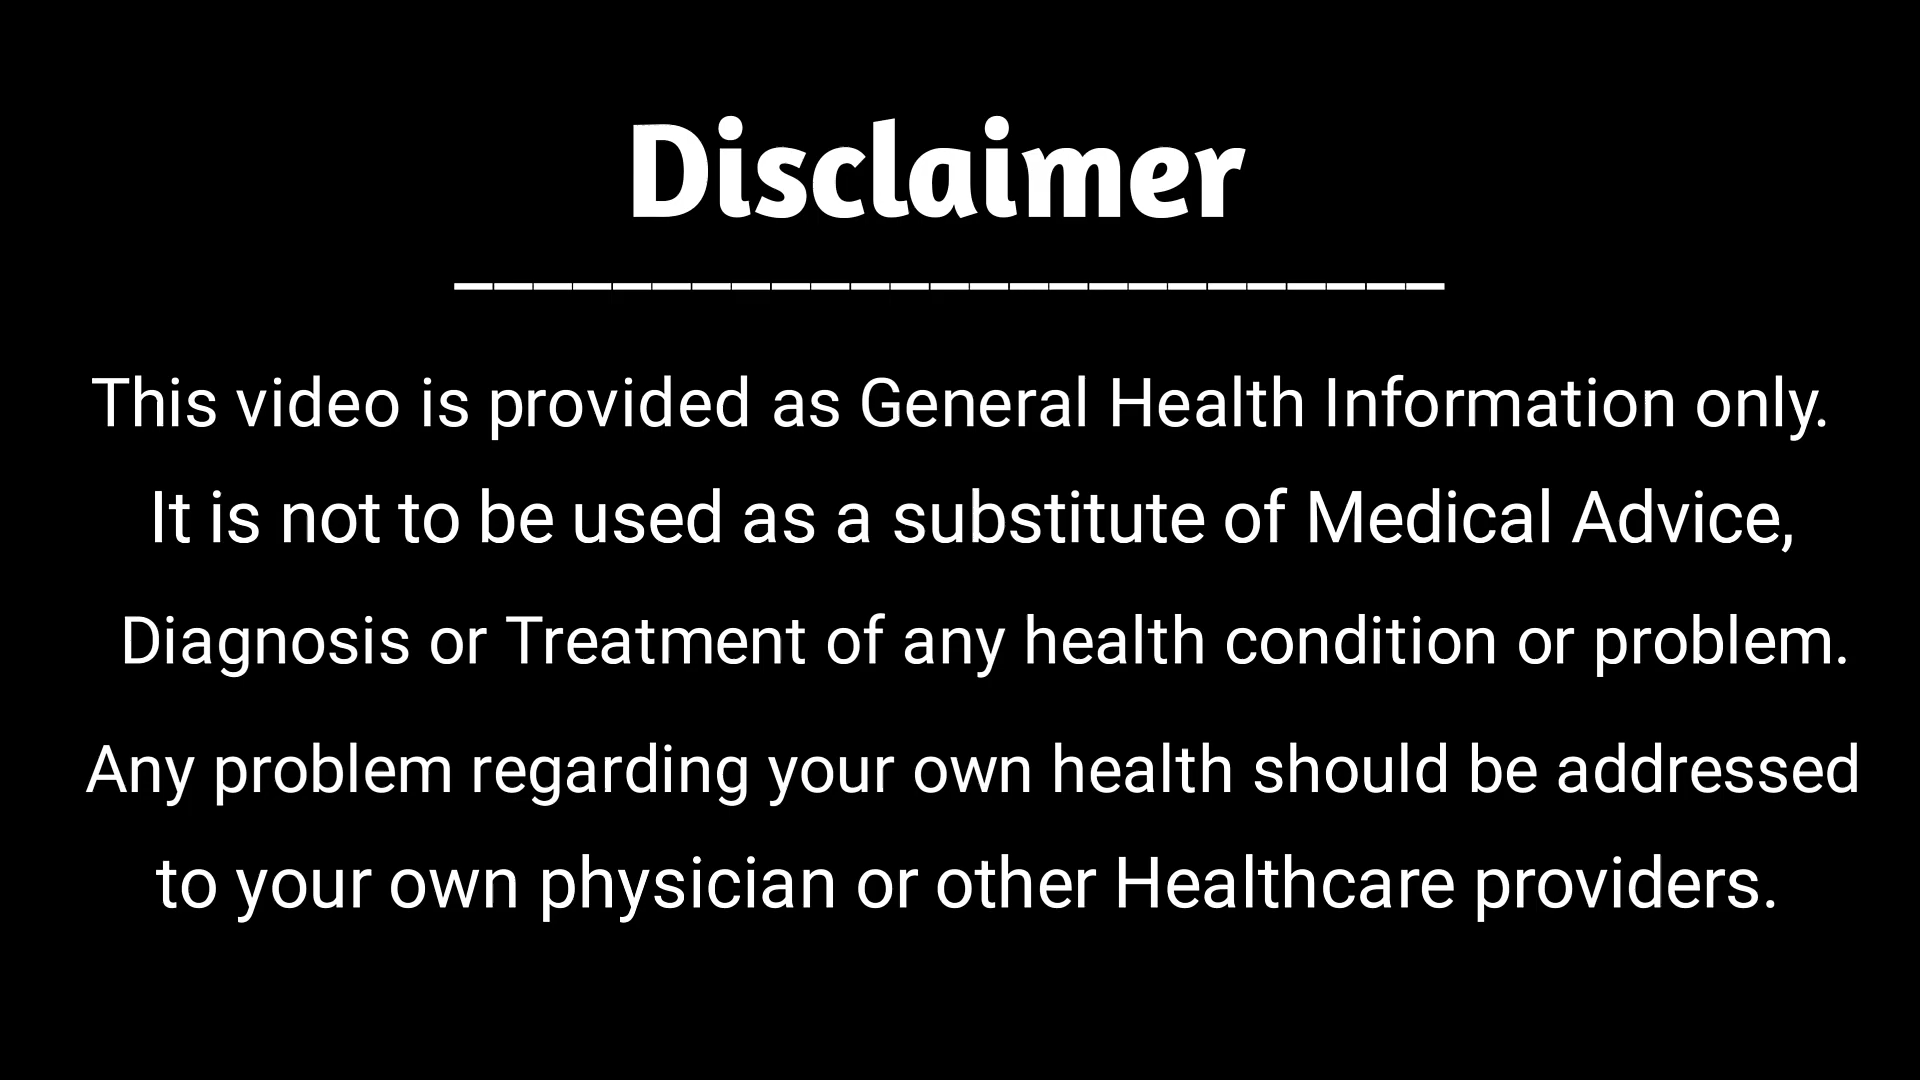 Disclaimer
_________________________
This video is provided as General Health Information only.
It is not to be used as a substitute of Medical Advice,
Diagnosis or Treatment of any health condition or problem.
Any problem regarding your own health should be addressed
to your own physician or other Healthcare providers.